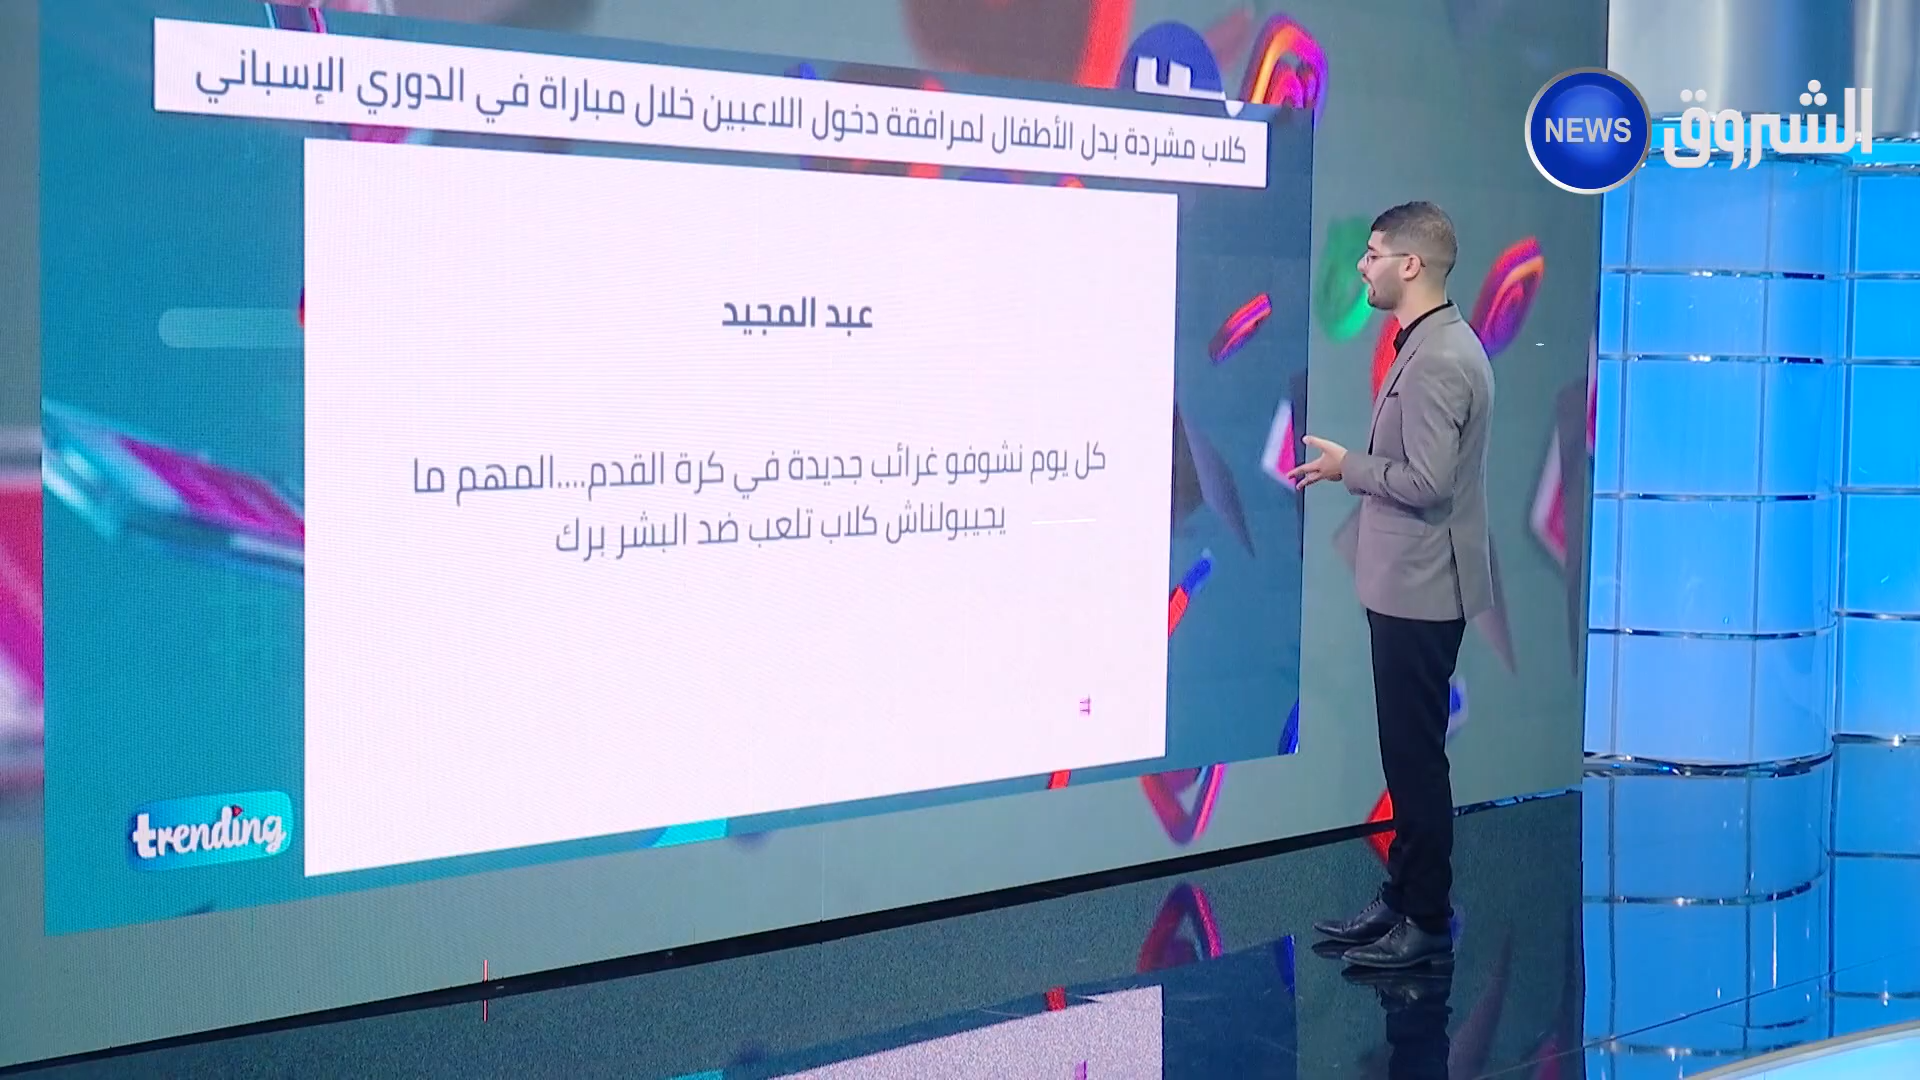 كلاب مشردة بدل الأطفال لمرافقة دخول اللاعبين خلال مباراة في الدوري الإسباني
NEWS الشروق
عبد المجيد
كل يوم نشوفو غرائب جديدة في كرة القدم....المهم ما
يجيبولناش كلاب تلعب ضد البشر برك
trending